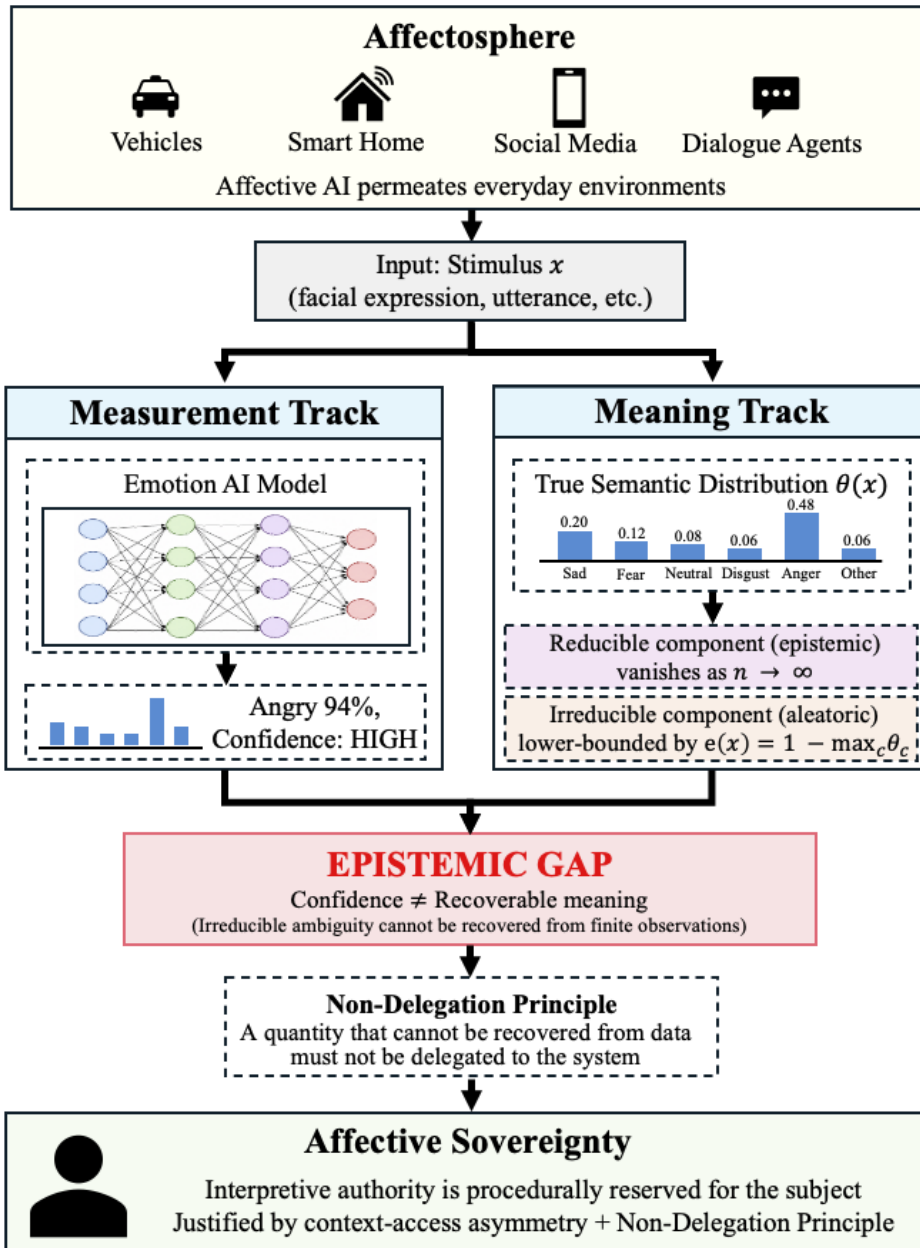 Affectosphere
Vehicles
Smart Home
Social Media
Dialogue Agents
Affective AI permeates everyday environments
Input: Stimulus x
(facial expression, utterance, etc.)
Measurement Track
Emotion AI Model
Angry 94%,
Confidence: HIGH
Meaning Track
True Semantic Distribution θ(x)
0.20 0.12 0.08 0.06 0.48 0.06
Sad Fear Neutral Disgust Anger Other
Reducible component (epistemic)
vanishes as n → ∞
Irreducible component (aleatoric)
lower-bounded by e(x) = 1 − max_c θ_c
EPISTEMIC GAP
Confidence ≠ Recoverable meaning
(Irreducible ambiguity cannot be recovered from finite observations)
Non-Delegation Principle
A quantity that cannot be recovered from data
must not be delegated to the system
Affective Sovereignty
Interpretive authority is procedurally reserved for the subject
Justified by context-access asymmetry + Non-Delegation Principle